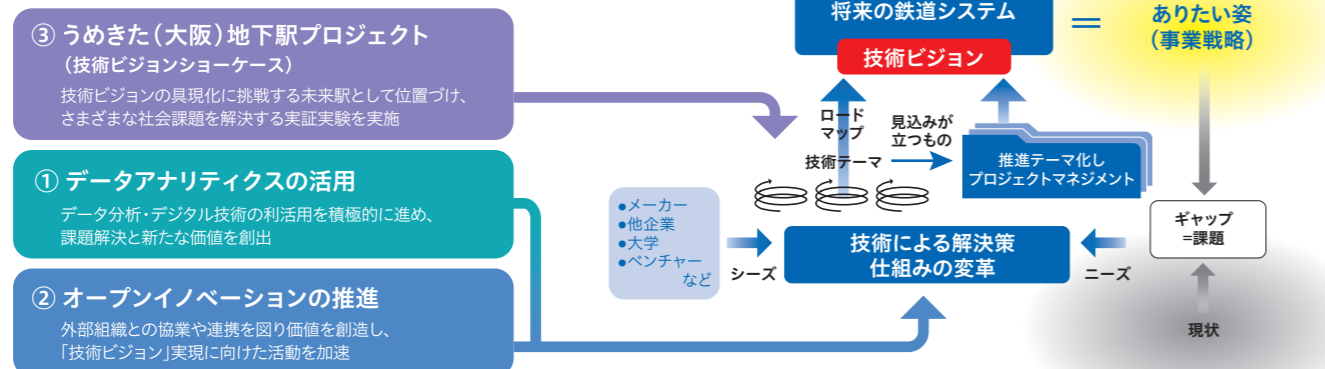 ③ うめきた(大阪)地下駅プロジェクト
(技術ビジョンショーケース)
技術ビジョンの具現化に挑戦する未来駅として位置づけ、
さまざまな社会課題を解決する実証実験を実施
① データアナリティクスの活用
データ分析・デジタル技術の利活用を積極的に進め、
課題解決と新たな価値を創出
② オープンイノベーションの推進
外部組織との協業や連携を図り価値を創造し、
「技術ビジョン」実現に向けた活動を加速
将来の鉄道システム
技術ビジョン
＝
ありたい姿
(事業戦略)
ロード
マップ
技術テーマ
見込みが
立つもの
推進テーマ化し
プロジェクトマネジメント
●メーカー
●他企業
●大学
●ベンチャー
など
シーズ
技術による解決策
仕組みの変革
ニーズ
ギャップ
=課題
現状